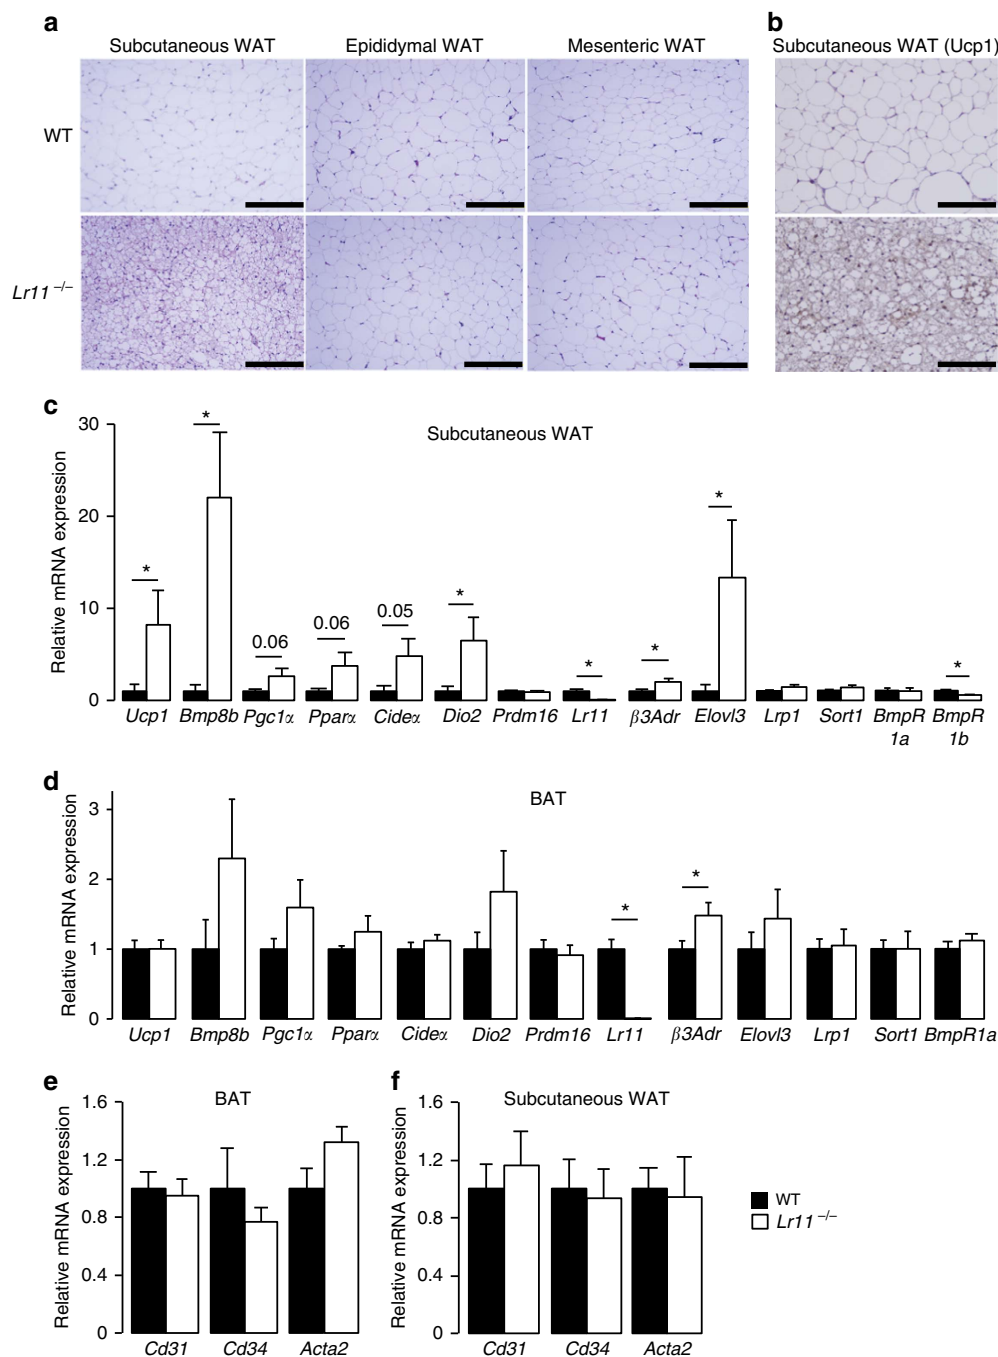 a
Subcutaneous WAT Epididymal WAT Mesenteric WAT
WT
Lr11 −/−
b
Subcutaneous WAT (Ucp1)
c
Subcutaneous WAT
Relative mRNA expression
30
20
10
0
* * 0.06 0.06 0.05 * * * * *
Ucp1 Bmp8b Pgc1α Pparα Cideα Dio2 Prdm16 Lr11 β3Adr Elovl3 Lrp1 Sort1 BmpR 1a BmpR 1b
d
BAT
Relative mRNA expression
3
2
1
0
* *
Ucp1 Bmp8b Pgc1α Pparα Cideα Dio2 Prdm16 Lr11 β3Adr Elovl3 Lrp1 Sort1 BmpR1a
e
BAT
Relative mRNA expression
1.6
1.2
0.8
0.4
0
Cd31 Cd34 Acta2
f
Subcutaneous WAT
Relative mRNA expression
1.6
1.2
0.8
0.4
0
Cd31 Cd34 Acta2
WT
Lr11 −/−